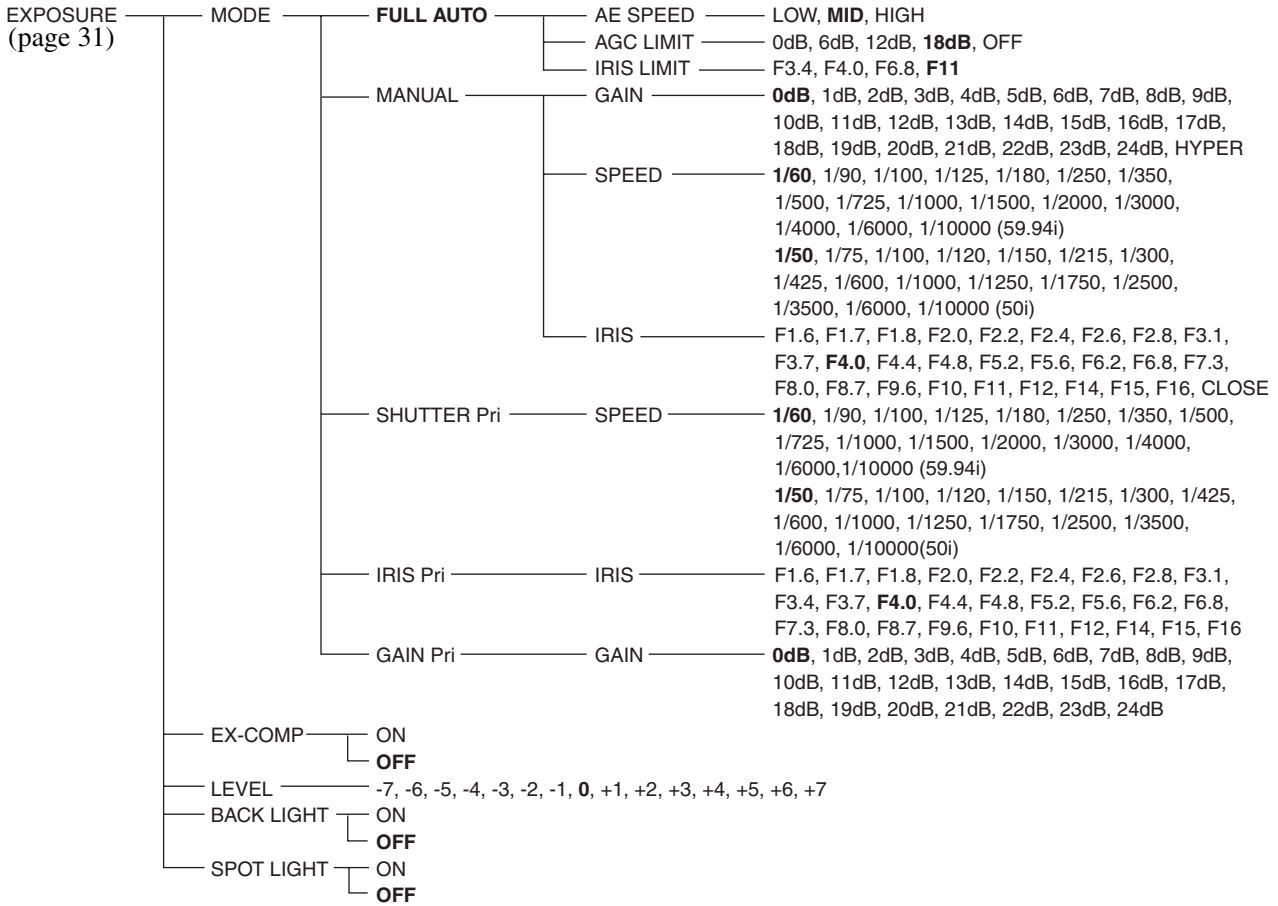 EXPOSURE MODE FULL AUTO AE SPEED LOW, MID, HIGH
(page 31) AGC LIMIT 0dB, 6dB, 12dB, 18dB, OFF
IRIS LIMIT F3.4, F4.0, F6.8, F11
MANUAL GAIN 0dB, 1dB, 2dB, 3dB, 4dB, 5dB, 6dB, 7dB, 8dB, 9dB,
10dB, 11dB, 12dB, 13dB, 14dB, 15dB, 16dB, 17dB,
18dB, 19dB, 20dB, 21dB, 22dB, 23dB, 24dB, HYPER
SPEED 1/60, 1/90, 1/100, 1/125, 1/180, 1/250, 1/350,
1/500, 1/725, 1/1000, 1/1500, 1/2000, 1/3000,
1/4000, 1/6000, 1/10000 (59.94i)
1/50, 1/75, 1/100, 1/120, 1/150, 1/215, 1/300,
1/425, 1/600, 1/1000, 1/1250, 1/1750, 1/2500,
1/3500, 1/6000, 1/10000 (50i)
IRIS F1.6, F1.7, F1.8, F2.0, F2.2, F2.4, F2.6, F2.8, F3.1,
F3.7, F4.0, F4.4, F4.8, F5.2, F5.6, F6.2, F6.8, F7.3,
F8.0, F8.7, F9.6, F10, F11, F12, F14, F15, F16, CLOSE
SHUTTER Pri SPEED 1/60, 1/90, 1/100, 1/125, 1/180, 1/250, 1/350, 1/500,
1/725, 1/1000, 1/1500, 1/2000, 1/3000, 1/4000,
1/6000,1/10000 (59.94i)
1/50, 1/75, 1/100, 1/120, 1/150, 1/215, 1/300, 1/425,
1/600, 1/1000, 1/1250, 1/1750, 1/2500, 1/3500,
1/6000, 1/10000(50i)
IRIS Pri IRIS F1.6, F1.7, F1.8, F2.0, F2.2, F2.4, F2.6, F2.8, F3.1,
F3.4, F3.7, F4.0, F4.4, F4.8, F5.2, F5.6, F6.2, F6.8,
F7.3, F8.0, F8.7, F9.6, F10, F11, F12, F14, F15, F16
GAIN Pri GAIN 0dB, 1dB, 2dB, 3dB, 4dB, 5dB, 6dB, 7dB, 8dB, 9dB,
10dB, 11dB, 12dB, 13dB, 14dB, 15dB, 16dB, 17dB,
18dB, 19dB, 20dB, 21dB, 22dB, 23dB, 24dB
EX-COMP ON
OFF
LEVEL -7, -6, -5, -4, -3, -2, -1, 0, +1, +2, +3, +4, +5, +6, +7
BACK LIGHT ON
OFF
SPOT LIGHT ON
OFF